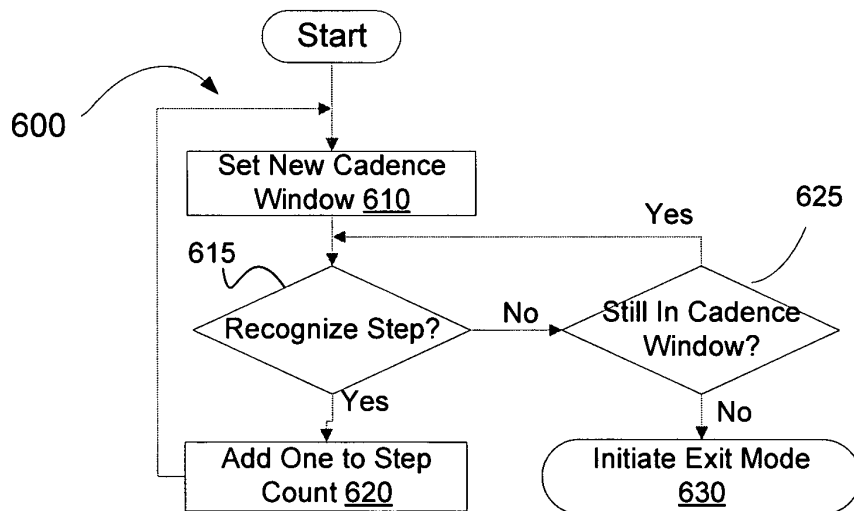 Start
600
Set New Cadence
Window 610
Yes
625
615
Recognize Step?
No
Still In Cadence
Window?
Yes
No
Add One to Step
Count 620
Initiate Exit Mode
630